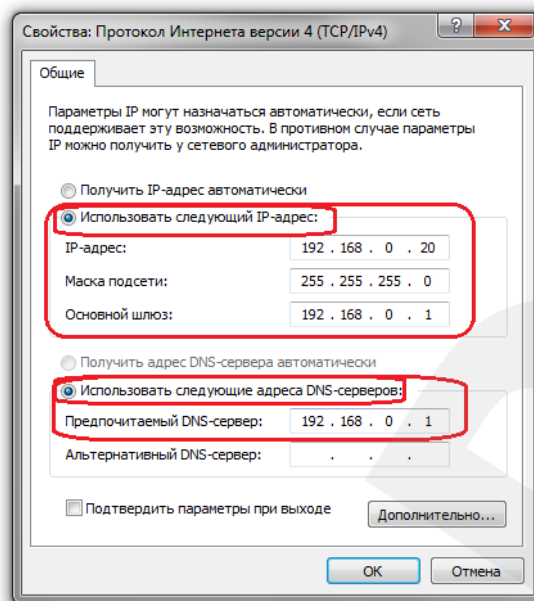 Свойства: Протокол Интернета версии 4 (TCP/IPv4)
Общие
Параметры IP могут назначаться автоматически, если сеть
поддерживает эту возможность. В противном случае параметры
IP можно получить у сетевого администратора.
Получить IP-адрес автоматически
Использовать следующий IP-адрес:
IP-адрес: 192 . 168 . 0 . 20
Маска подсети: 255 . 255 . 255 . 0
Основной шлюз: 192 . 168 . 0 . 1
Получить адрес DNS-сервера автоматически
Использовать следующие адреса DNS-серверов:
Предпочитаемый DNS-сервер: 192 . 168 . 0 . 1
Альтернативный DNS-сервер: . . .
Подтвердить параметры при выходе
Дополнительно...
ОК Отмена